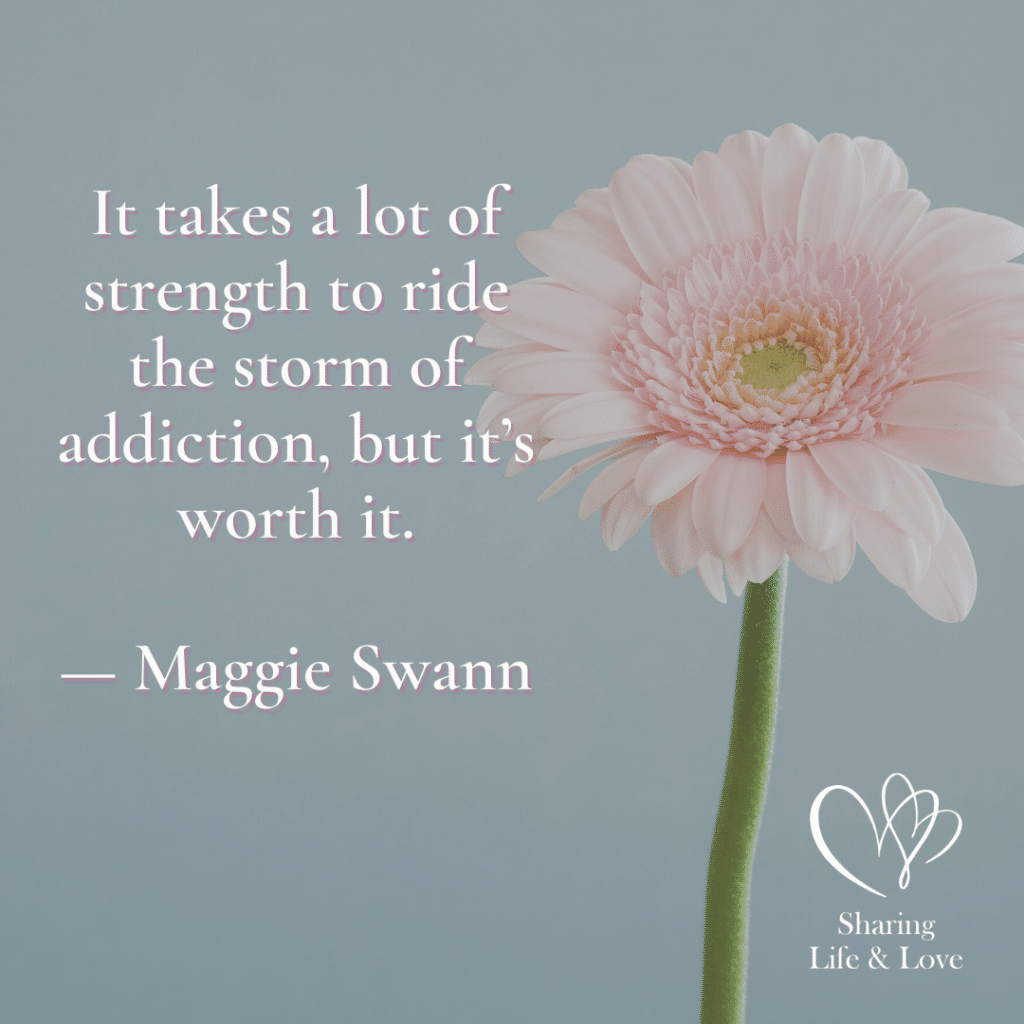 It takes a lot of
strength to ride
the storm of
addiction, but it’s
worth it.
— Maggie Swann
Sharing
Life & Love